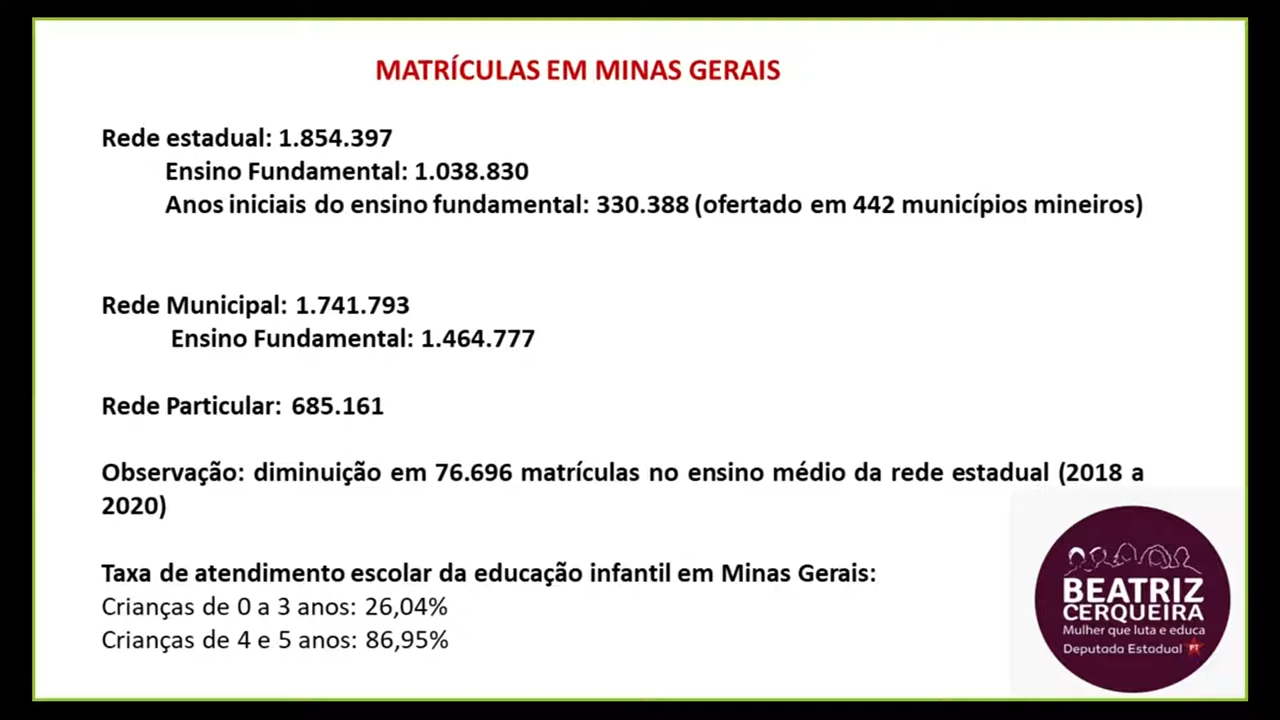 MATRÍCULAS EM MINAS GERAIS
Rede estadual: 1.854.397
Ensino Fundamental: 1.038.830
Anos iniciais do ensino fundamental: 330.388 (ofertado em 442 municípios mineiros)
Rede Municipal: 1.741.793
Ensino Fundamental: 1.464.777
Rede Particular: 685.161
Observação: diminuição em 76.696 matrículas no ensino médio da rede estadual (2018 a
2020)
Taxa de atendimento escolar da educação infantil em Minas Gerais:
Crianças de 0 a 3 anos: 26,04%
Crianças de 4 e 5 anos: 86,95%
BEATRIZ
CERQUEIRA
Mulher que luta e educa
Deputada Estadual PT